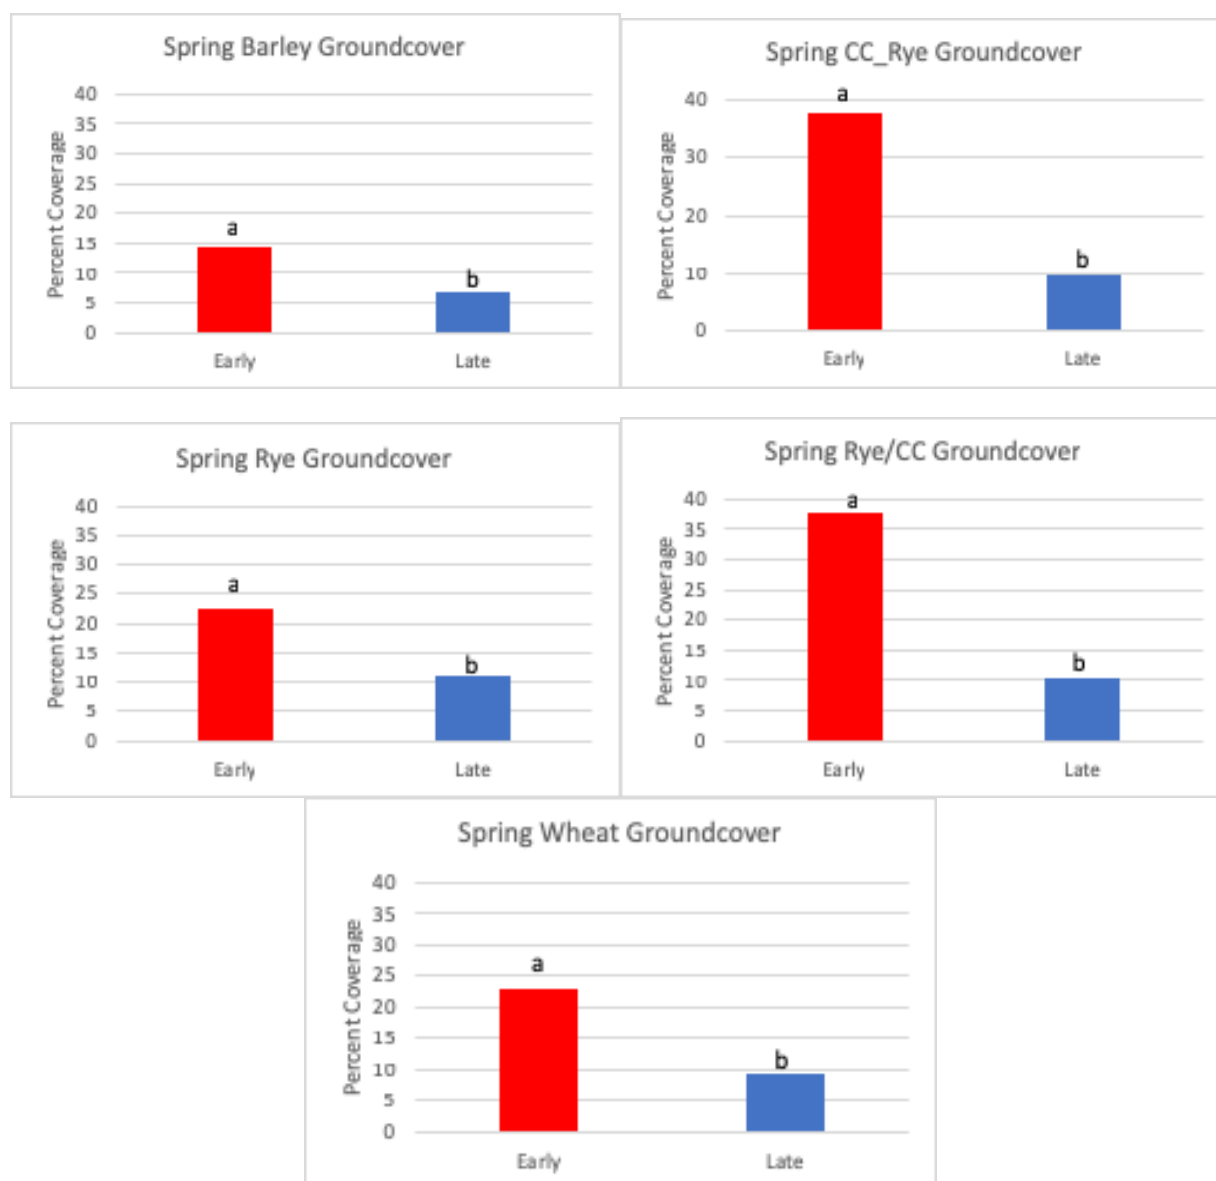 Spring Barley Groundcover
Percent Coverage
40
35
30
25
20
15
10
5
0
a
b
Early
Late
Spring CC_Rye Groundcover
Percent Coverage
40
30
20
10
0
a
b
Early
Late
Spring Rye Groundcover
Percent Coverage
40
35
30
25
20
15
10
5
0
a
b
Early
Late
Spring Rye/CC Groundcover
Percent Coverage
40
35
30
25
20
15
10
5
0
a
b
Early
Late
Spring Wheat Groundcover
Percent Coverage
40
35
30
25
20
15
10
5
0
a
b
Early
Late